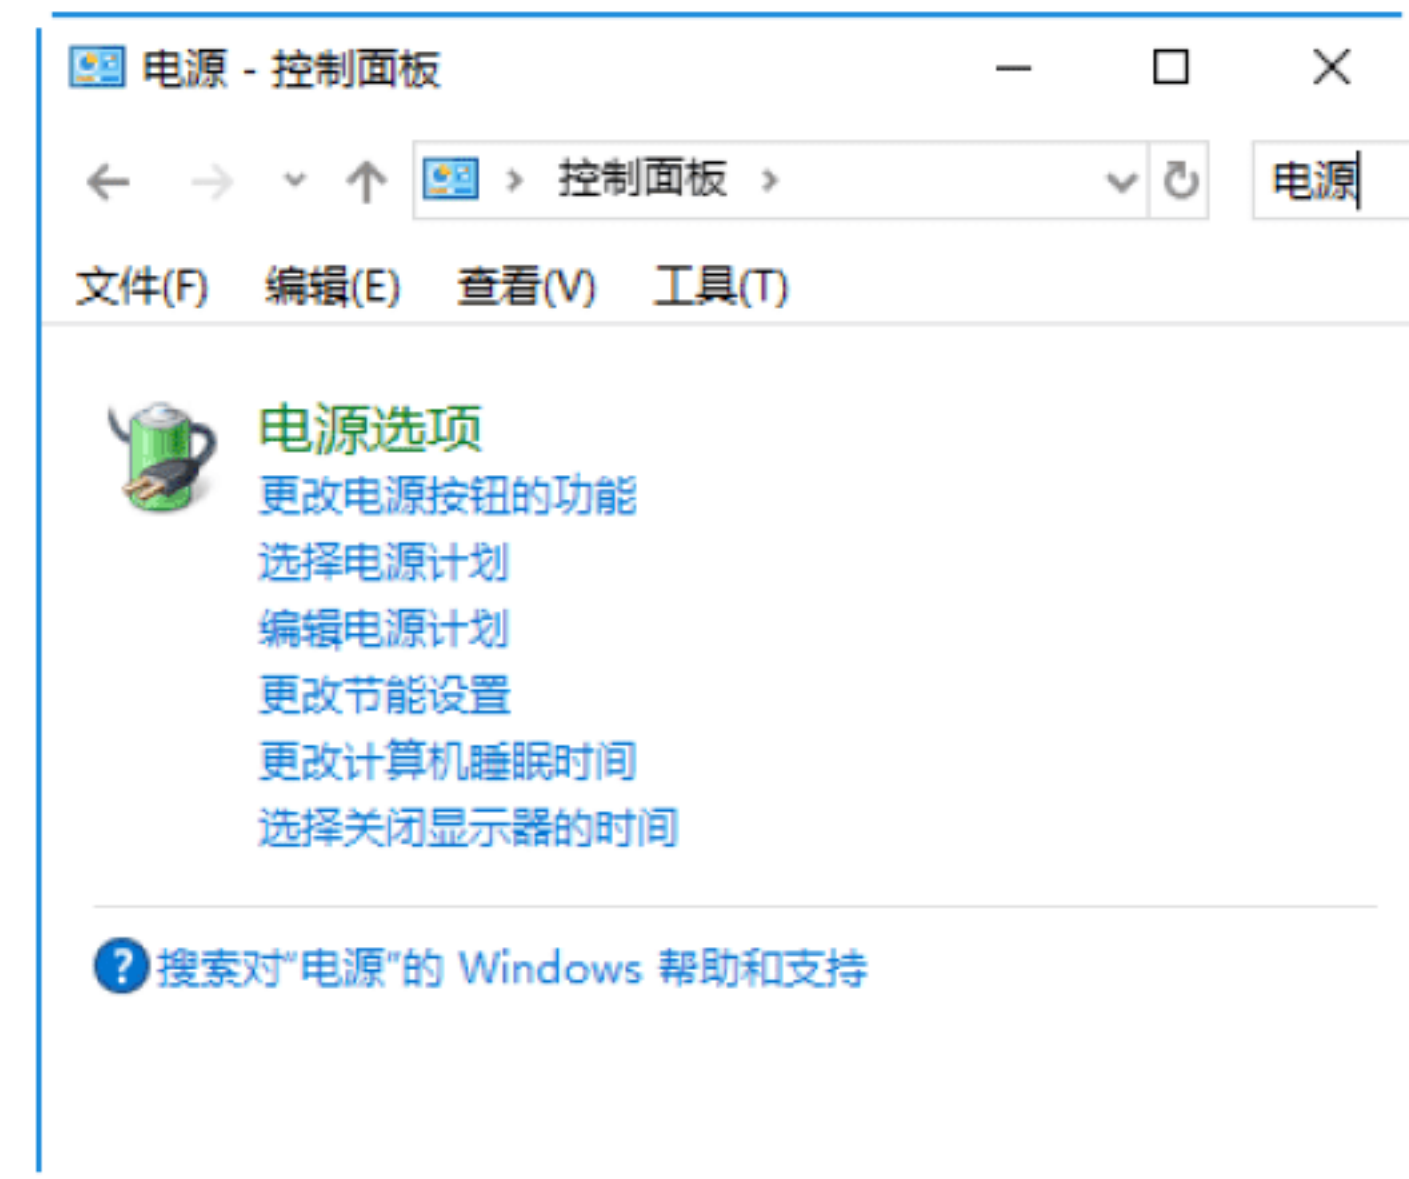 电源 - 控制面板
控制面板
电源
文件(F) 编辑(E) 查看(V) 工具(T)
电源选项
更改电源按钮的功能
选择电源计划
编辑电源计划
更改节能设置
更改计算机睡眠时间
选择关闭显示器的时间
搜索对"电源"的 Windows 帮助和支持